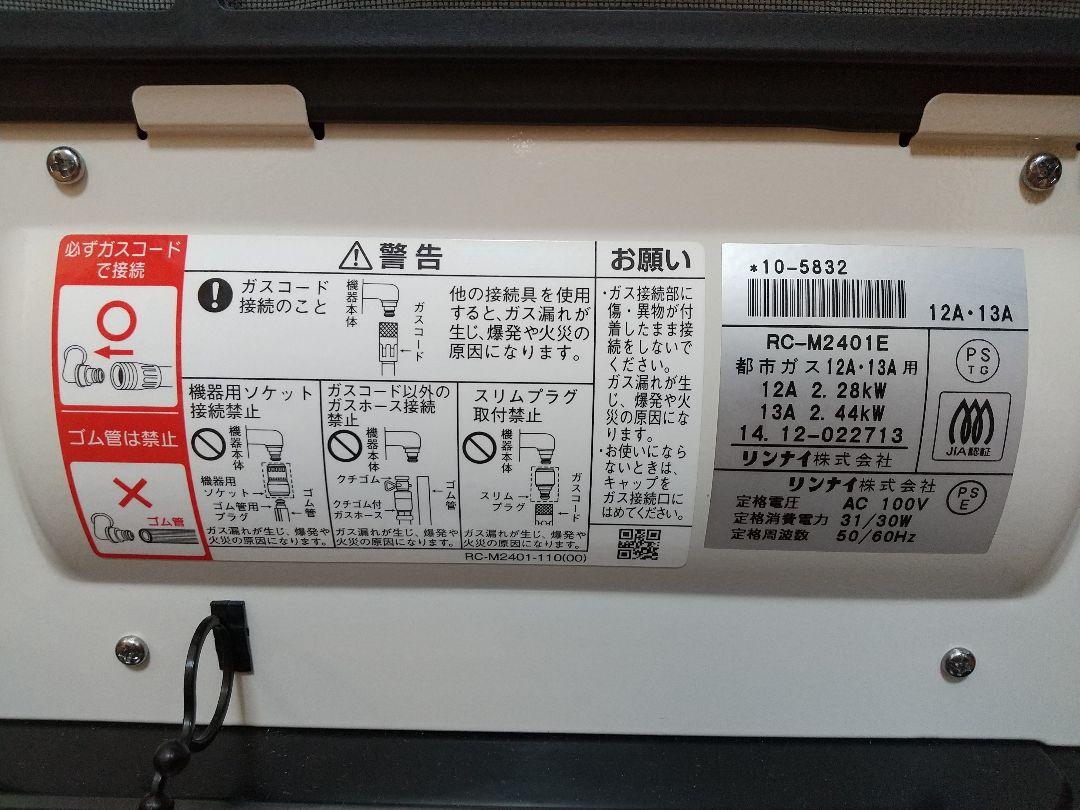 必ずガスコード
で接続
ゴム管は禁止
ゴム管
警告
ガスコード
接続のこと
機器本体
ガスコード
他の接続具を使用
すると、ガス漏れが
生じ、爆発や火災の
原因になります。
機器用ソケット
接続禁止
機器本体
機器用
ソケット
ゴム管用
プラグ
ゴム管
ガス漏れが生じ、爆発や
火災の原因になります。
ガスコード以外の
ガスホース接続
禁止
機器本体
クチゴム
クチゴム付
ガスホース
ゴム管
ガス漏れが生じ、爆発や
火災の原因になります。
スリムプラグ
取付禁止
機器本体
スリム
プラグ
ガスコード
ガス漏れが生じ、爆発や
火災の原因になります。
RC-M2401-110(00)
お願い
・ガス接続部に
傷・異物が付
着したまま接
続をしないで
ください。
ガス漏れが生
じ、爆発や火
災の原因にな
ります。
・お使いになら
ないときは、
キャップを
ガス接続口に
はめてください。
*10-5832
12A・13A
RC-M2401E
都市ガス12A・13A用
12A 2.28kW
13A 2.44kW
14.12-022713
リンナイ株式会社
PS
TG
JIA認証
リンナイ株式会社
定格電圧 AC 100V
定格消費電力 31/30W
定格周波数 50/60Hz
PS
E